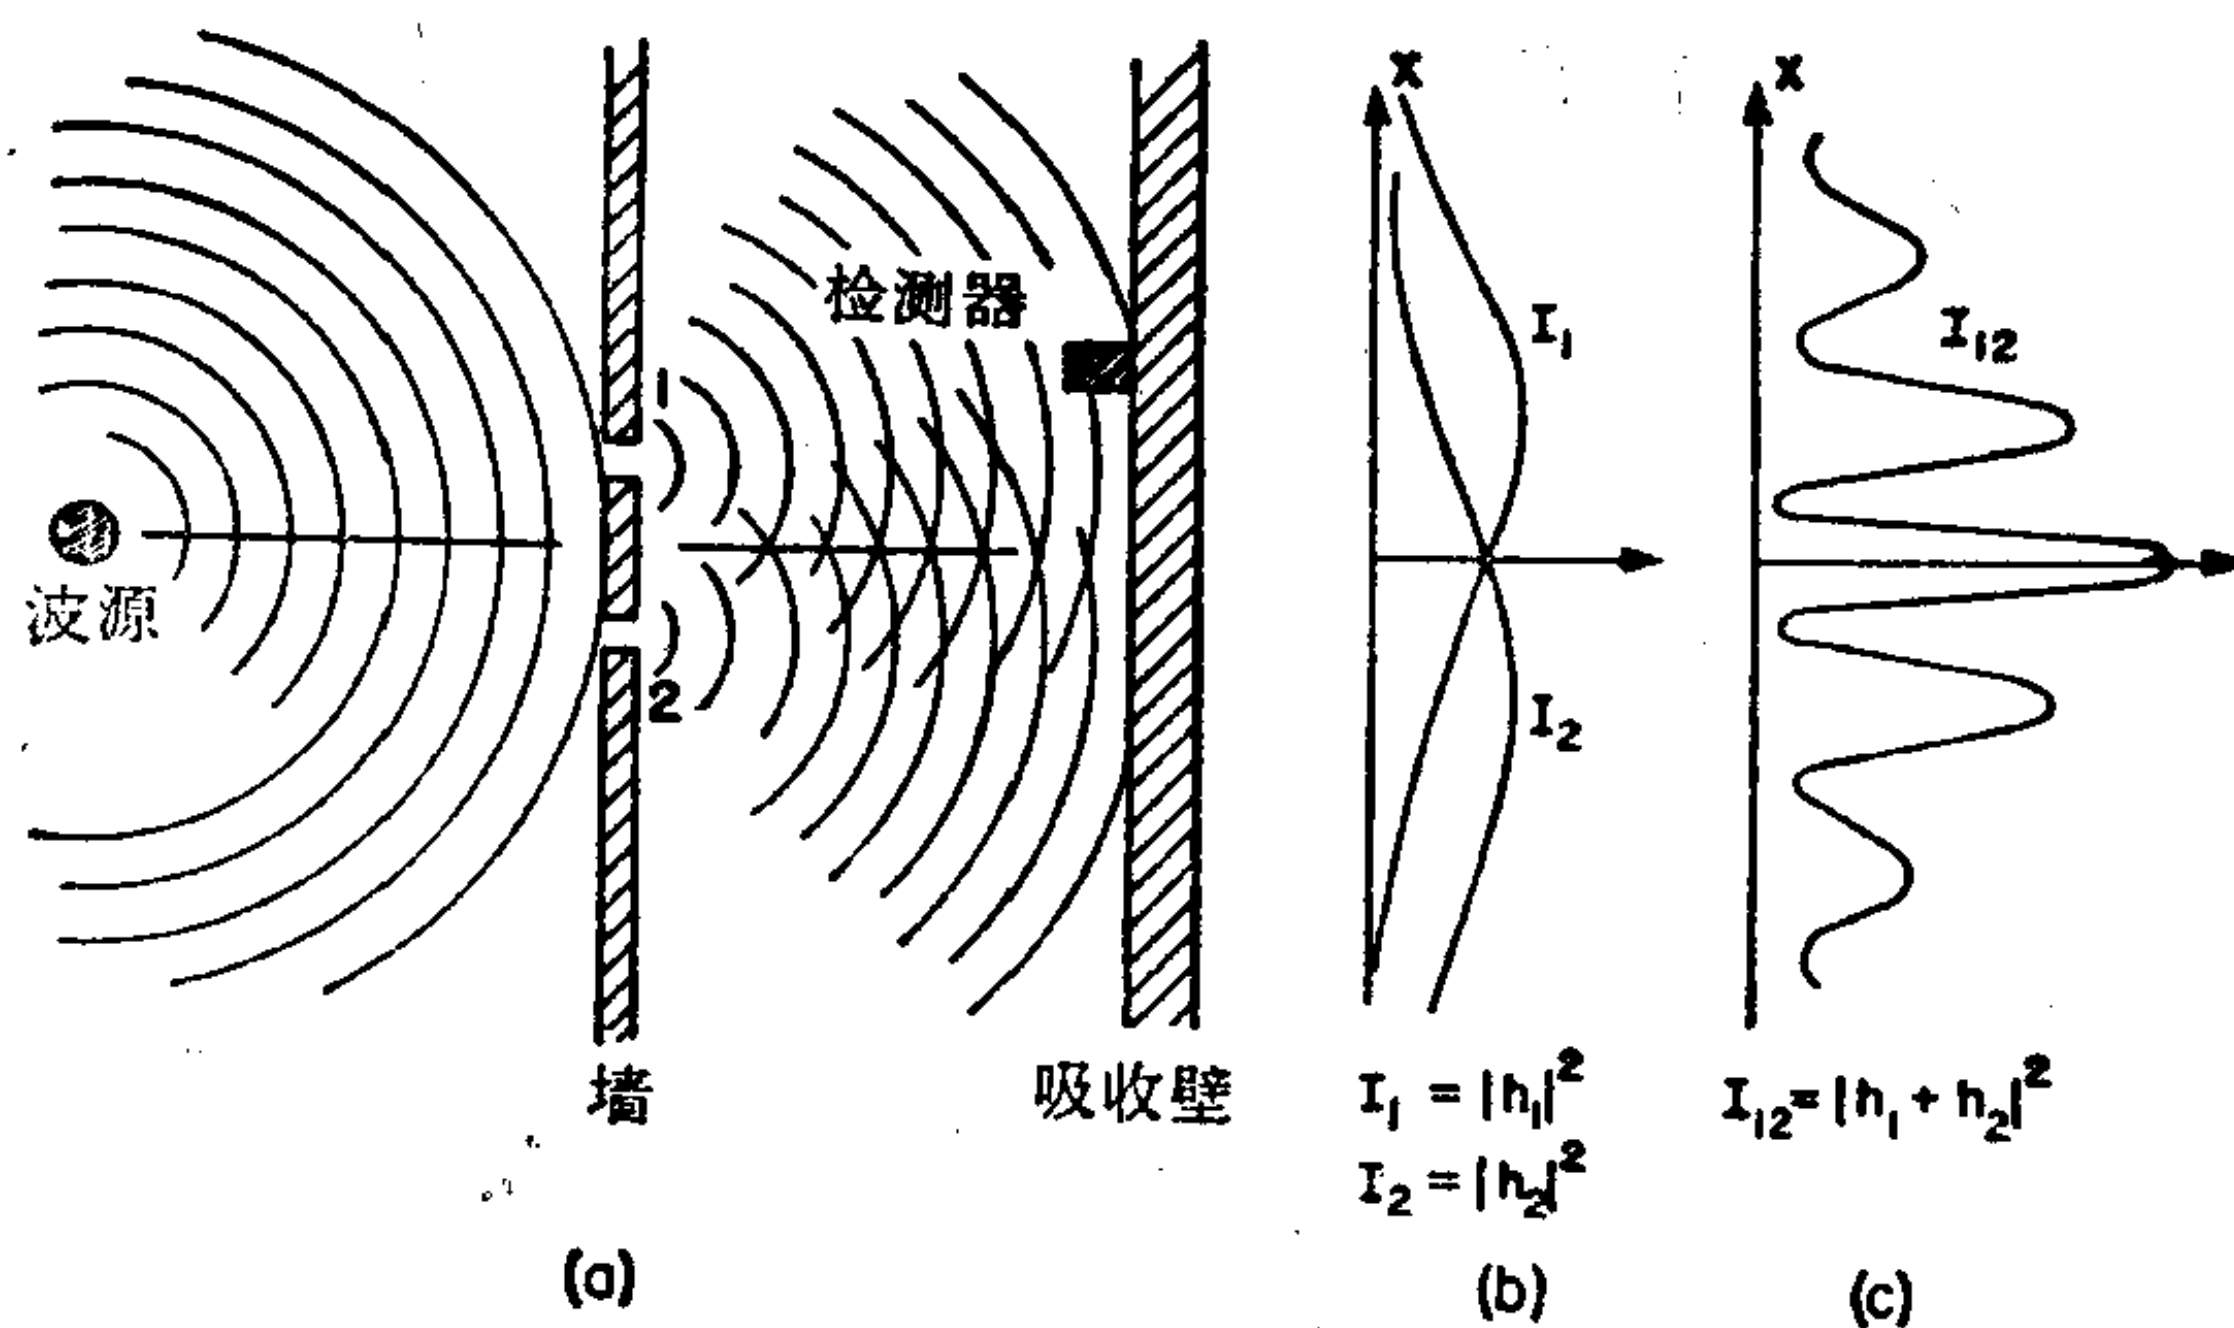 波源
1
2
检测器
墙
吸收壁
(a)
X
I₁
I₂
I₁ = |h₁|²
I₂ = |h₂|²
(b)
X
I₁₂
I₁₂= |h₁ + h₂|²
(c)